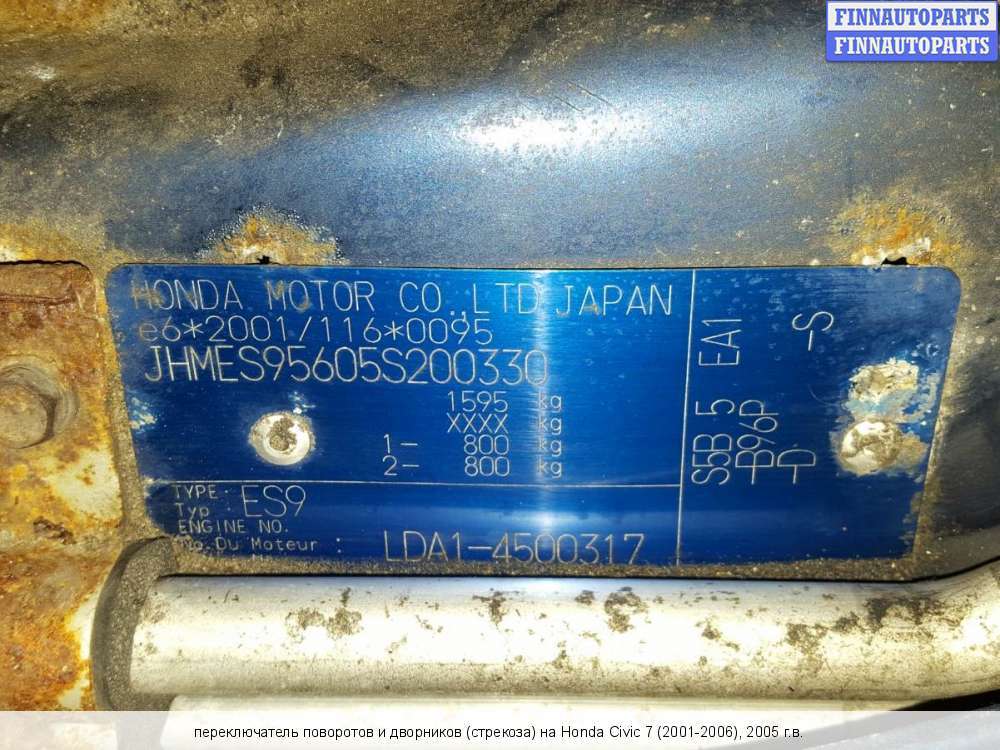 FINNAUTOPARTS
FINNAUTOPARTS
HONDA MOTOR CO.,LTD JAPAN
e6*2001/116*0095
JHMES95605S200330
1595 kg
XXXX kg
1- 800 kg
2- 800 kg
TYPE: ES9
Typ
ENGINE NO.
No. Du Moteur : LDA1-4500317
S5B 5 EA1
-B96P
-D -S
переключатель поворотов и дворников (стрекоза) на Honda Civic 7 (2001-2006), 2005 г.в.